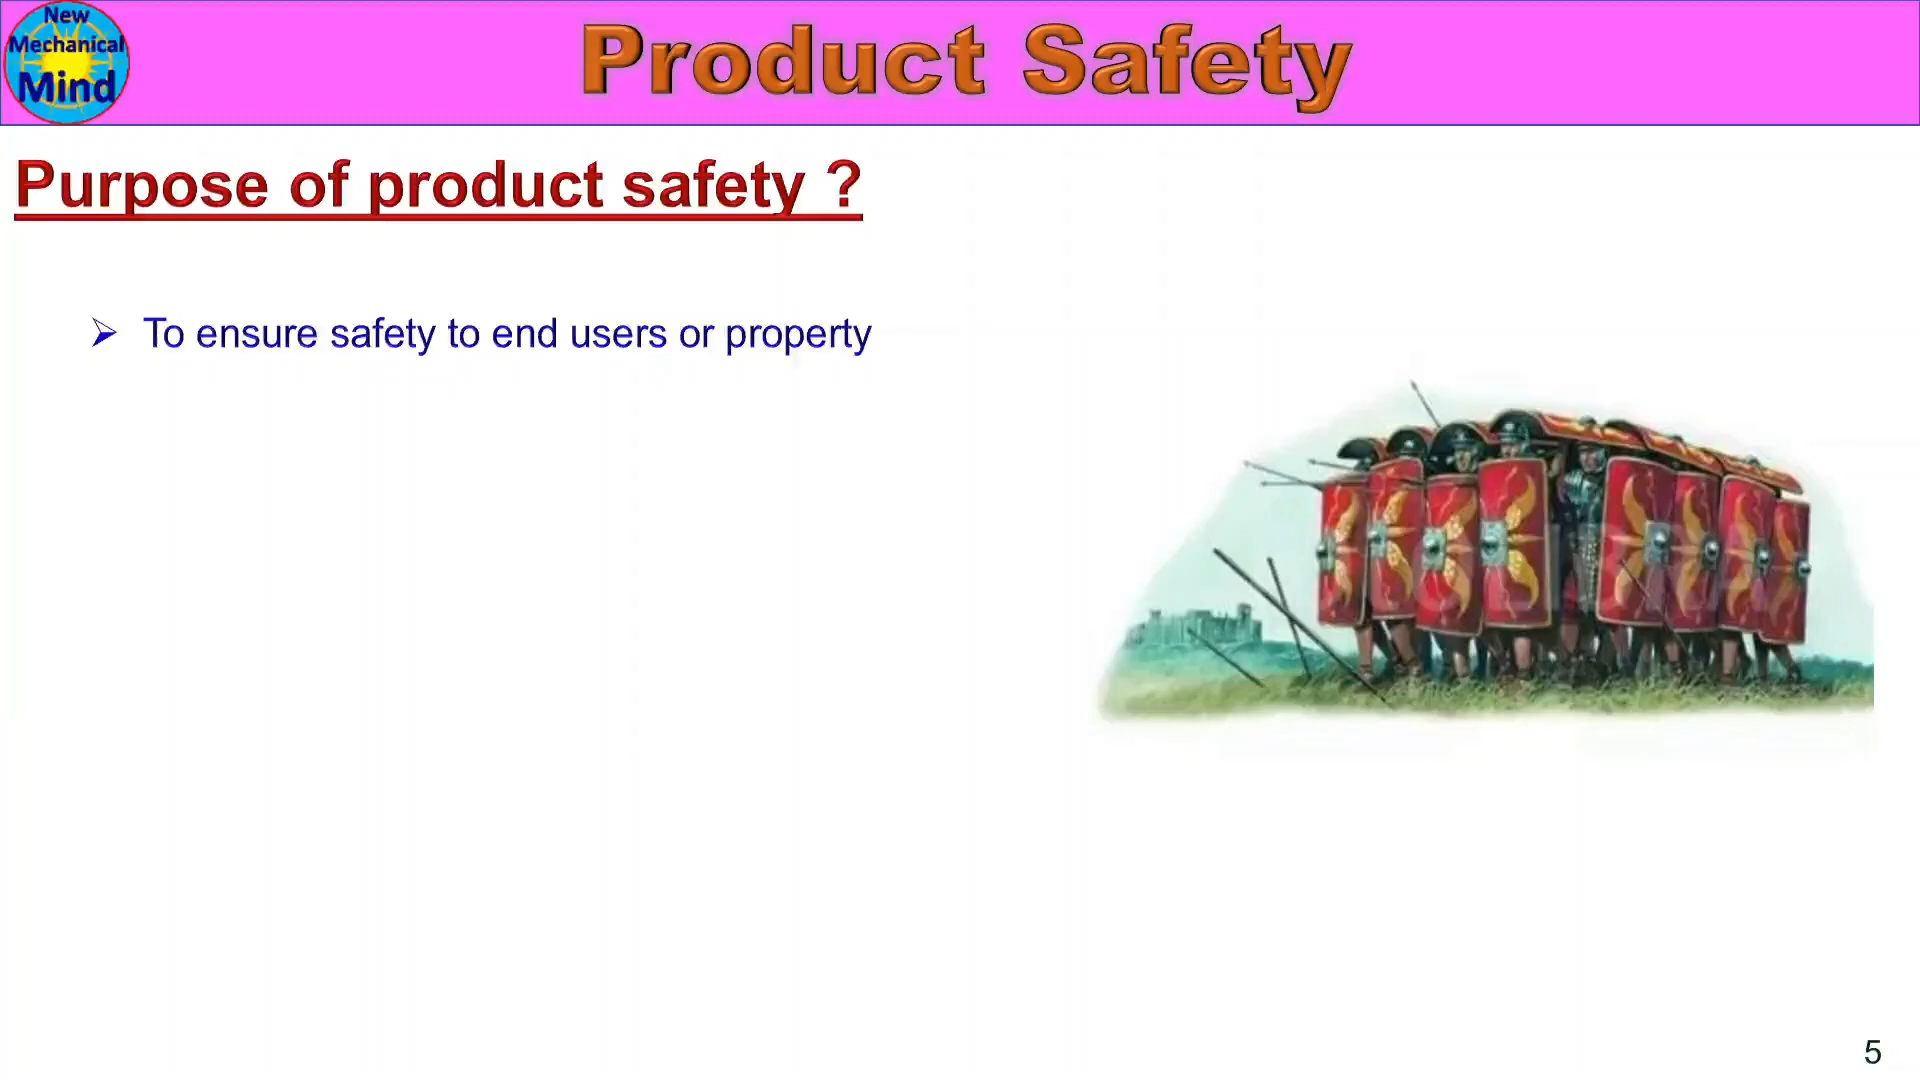 New
Mechanical
Mind
Product Safety
Purpose of product safety ?
➢ To ensure safety to end users or property
5